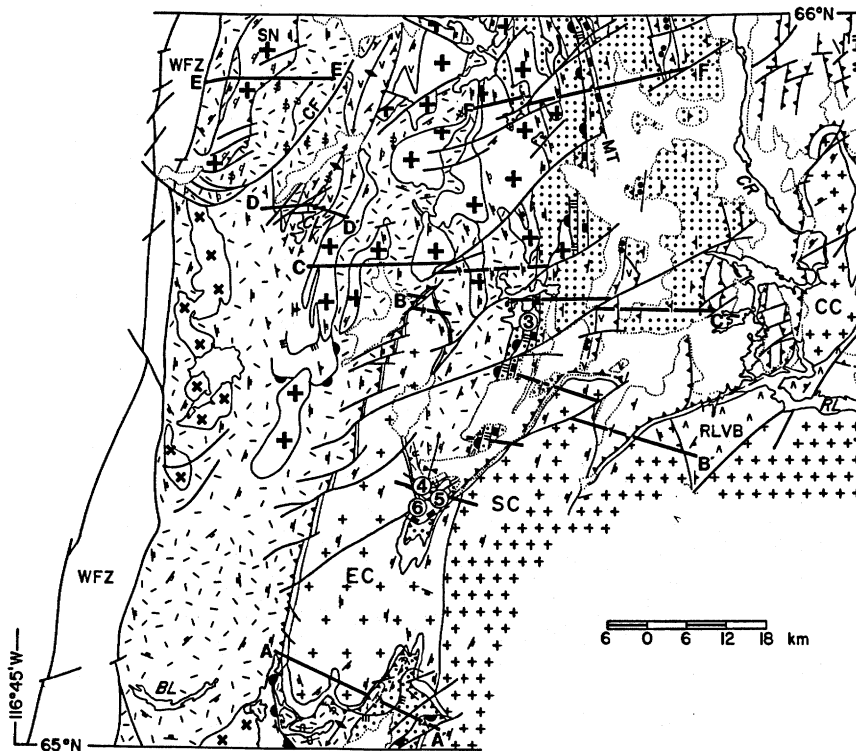 66°N
SN
WFZ
E E'
F F'
CF
MT
CR
D D'
C
B
3
C'
CC
RL
RLVB
B'
4
5
6
SC
EC
WFZ
6 0 6 12 18 km
A
116°45'W
BL
65°N
A'